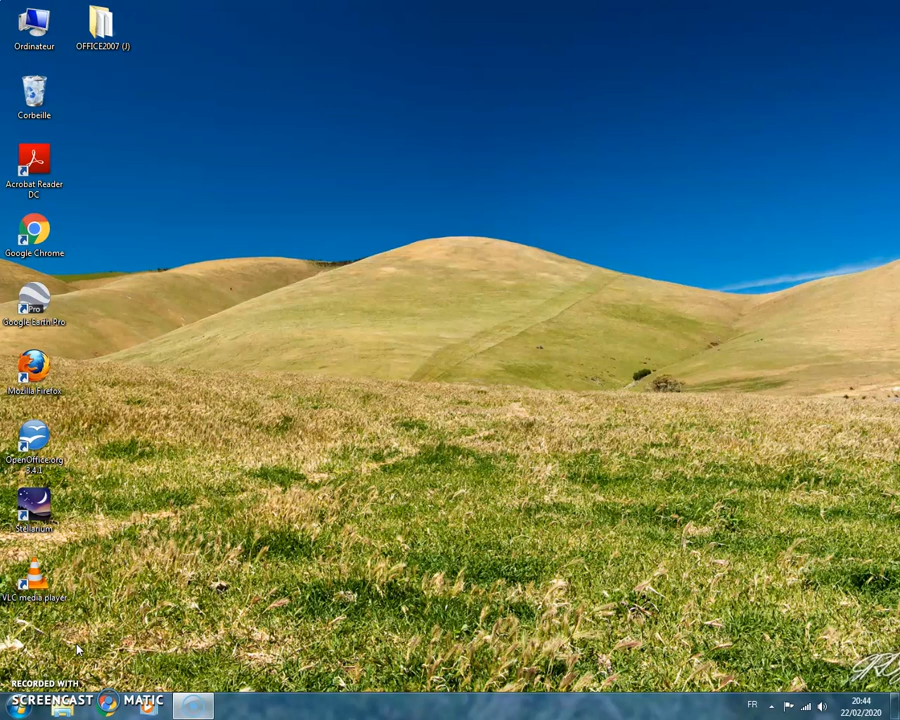 Ordinateur
OFFICE2007 (J)
Corbeille
Acrobat Reader
DC
Google Chrome
Pro
Google Earth Pro
Mozilla Firefox
OpenOffice.org
3.4.1
Stellarium
VLC media player
RECORDED WITH
SCREENCAST MATIC
FR
20:44
22/02/2020